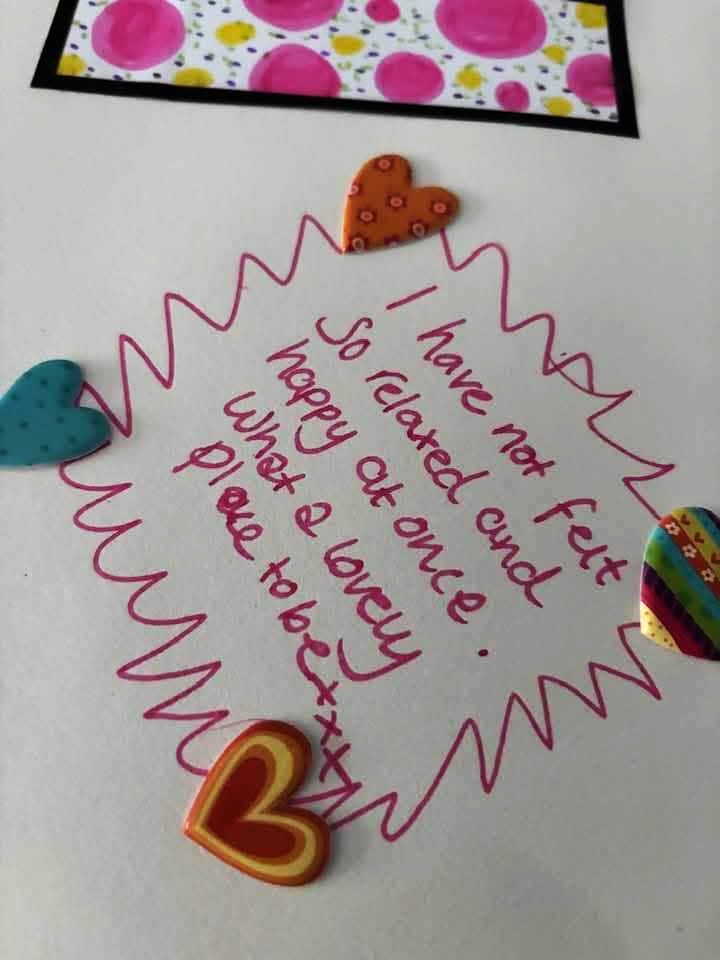 I have not felt
So relaxed and
happy at once.
What a lovely
place to be xxx